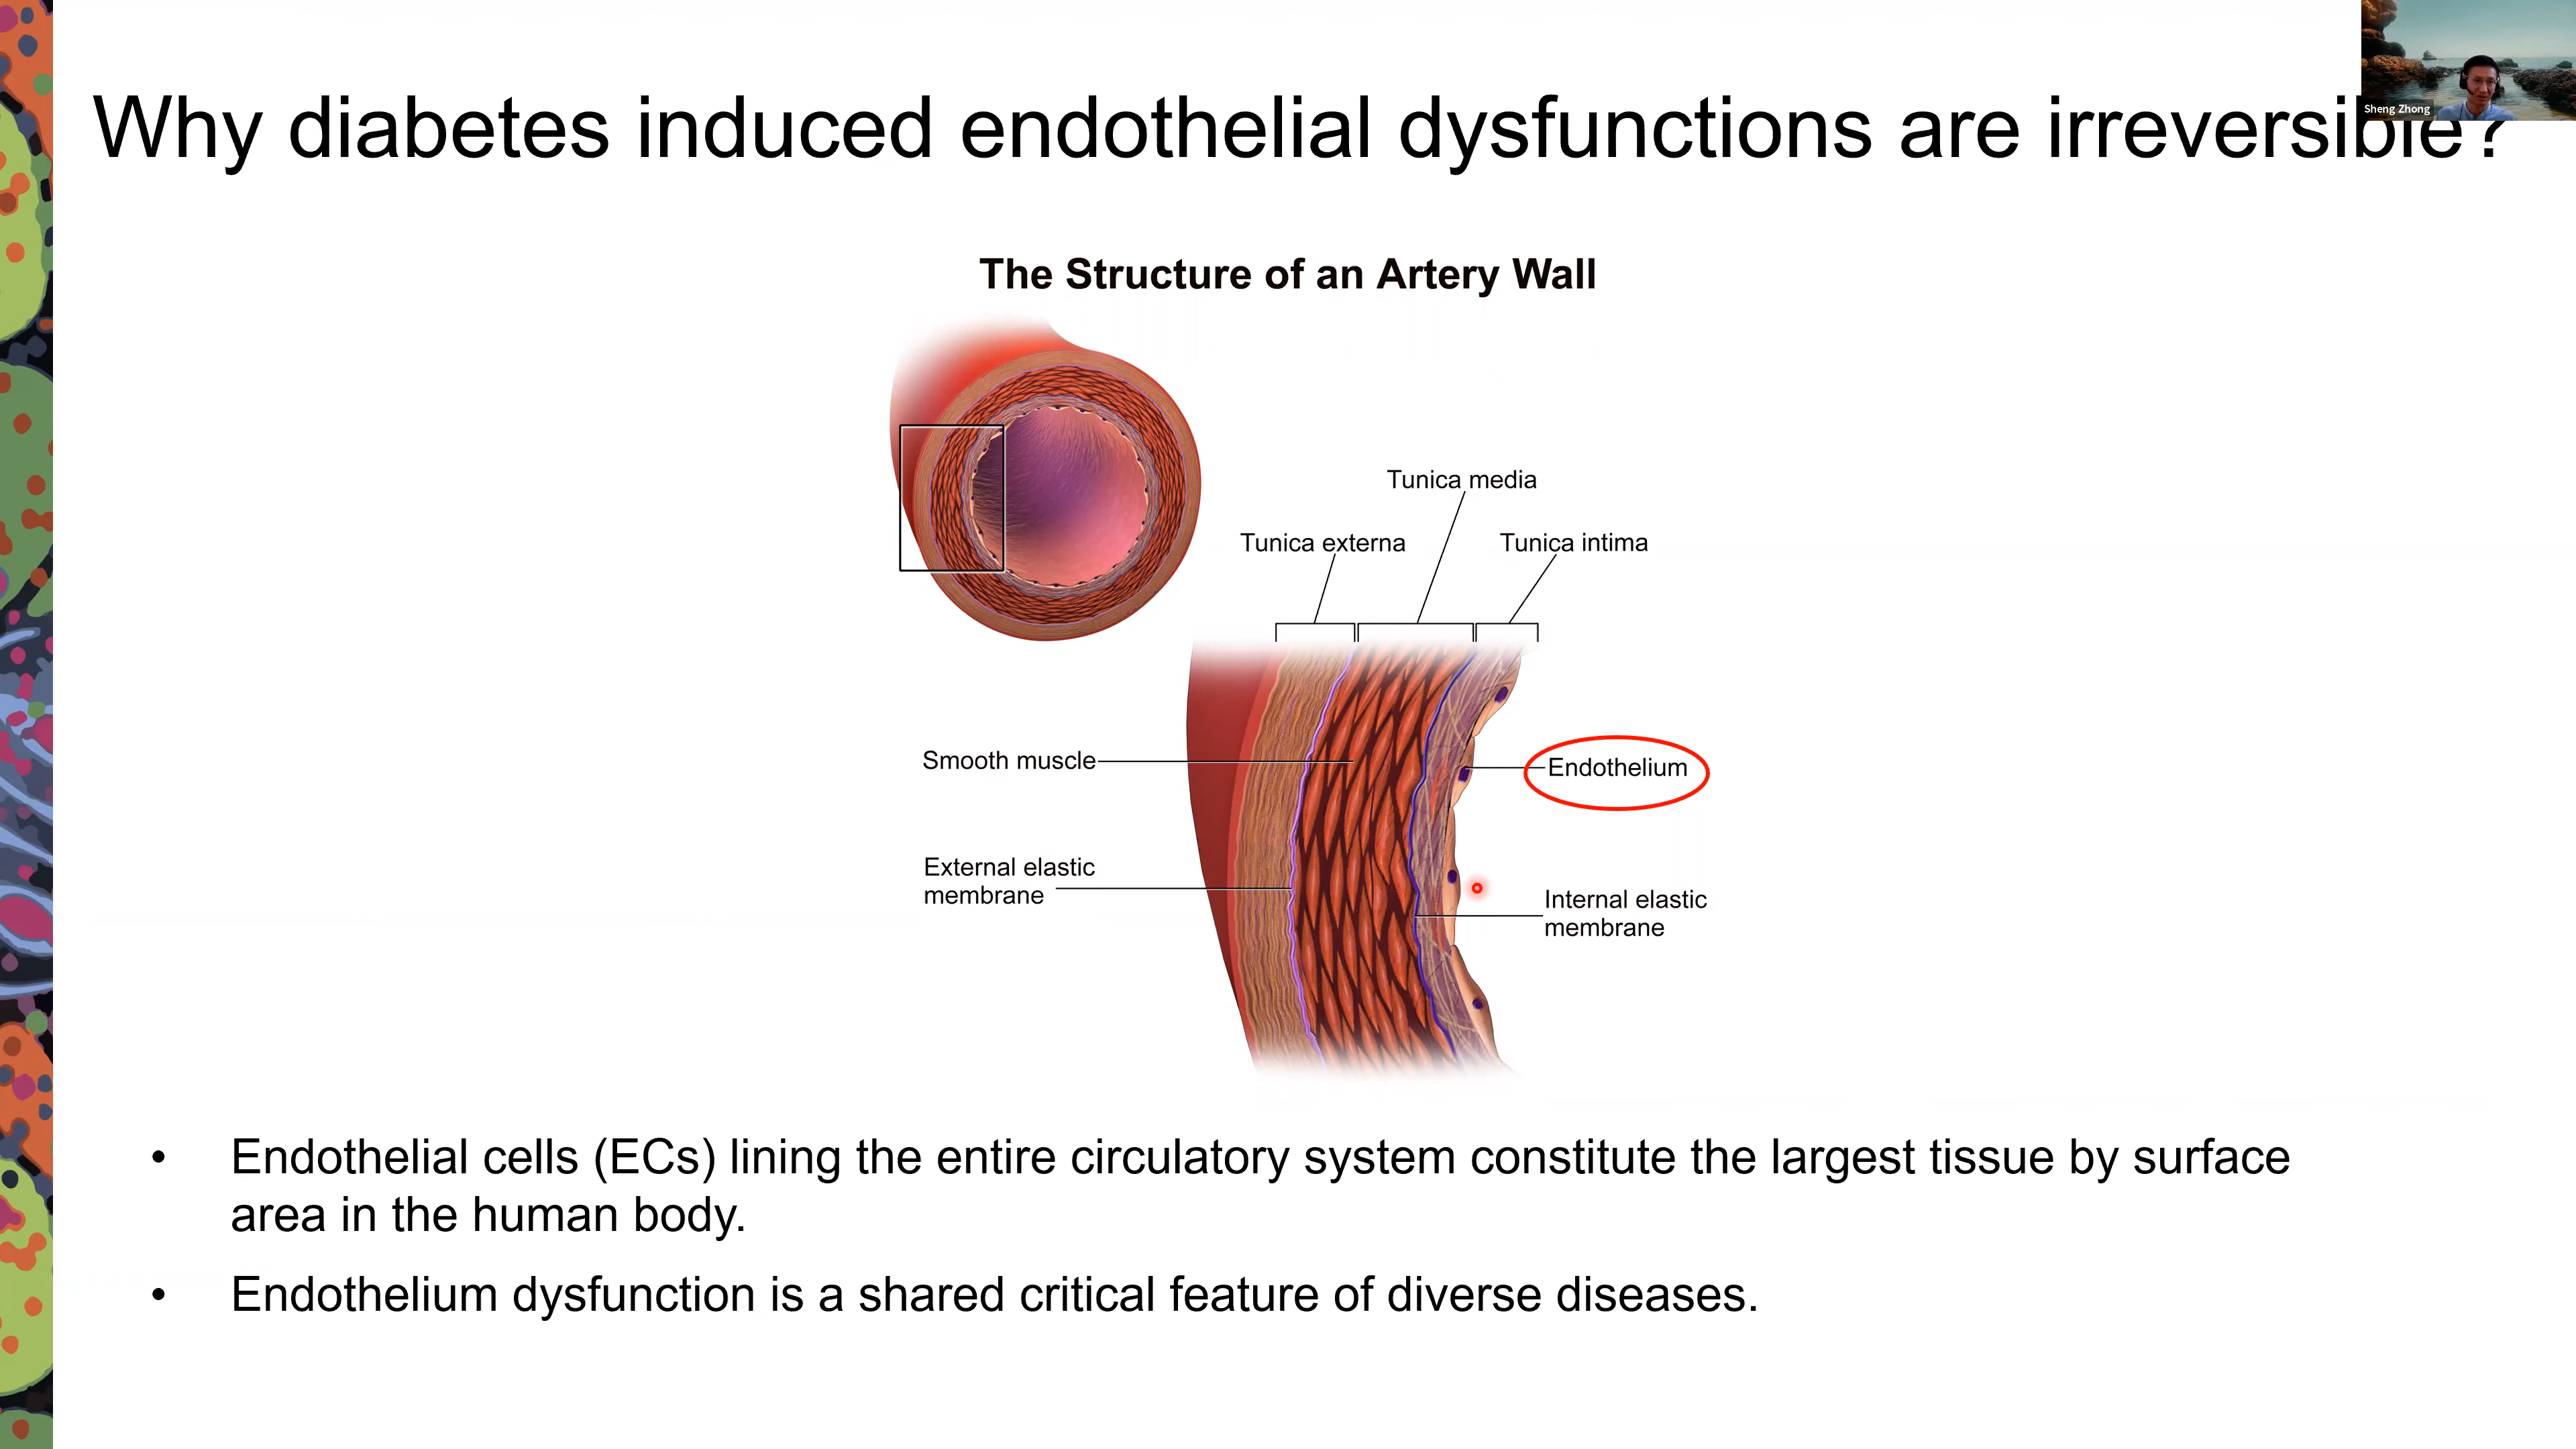 Why diabetes induced endothelial dysfunctions are irreversible?
Sheng Zhong
The Structure of an Artery Wall
Tunica media
Tunica externa
Tunica intima
Smooth muscle
Endothelium
External elastic
membrane
Internal elastic
membrane
• Endothelial cells (ECs) lining the entire circulatory system constitute the largest tissue by surface
area in the human body.
• Endothelium dysfunction is a shared critical feature of diverse diseases.